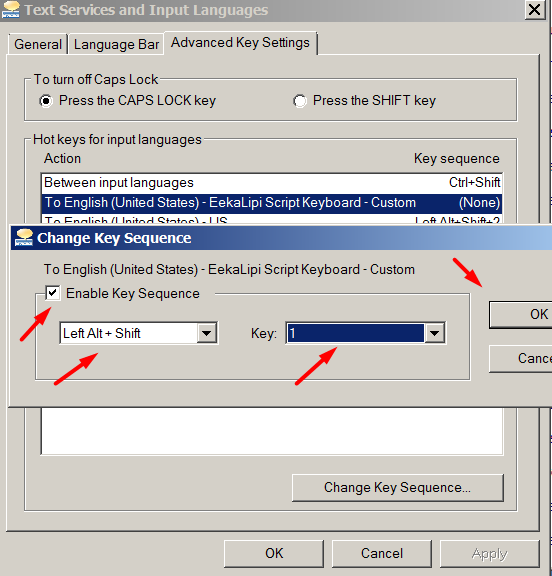 Text Services and Input Languages
General
Language Bar
Advanced Key Settings
To turn off Caps Lock
Press the CAPS LOCK key
Press the SHIFT key
Hot keys for input languages
Action Key sequence
Between input languages Ctrl+Shift
To English (United States) - EekaLipi Script Keyboard - Custom (None)
To English (United States) - US Left Alt+Shift+2
Change Key Sequence
To English (United States) - EekaLipi Script Keyboard - Custom
Enable Key Sequence
OK
Left Alt + Shift
Key: 1
Cance
Change Key Sequence...
OK
Cancel
Apply